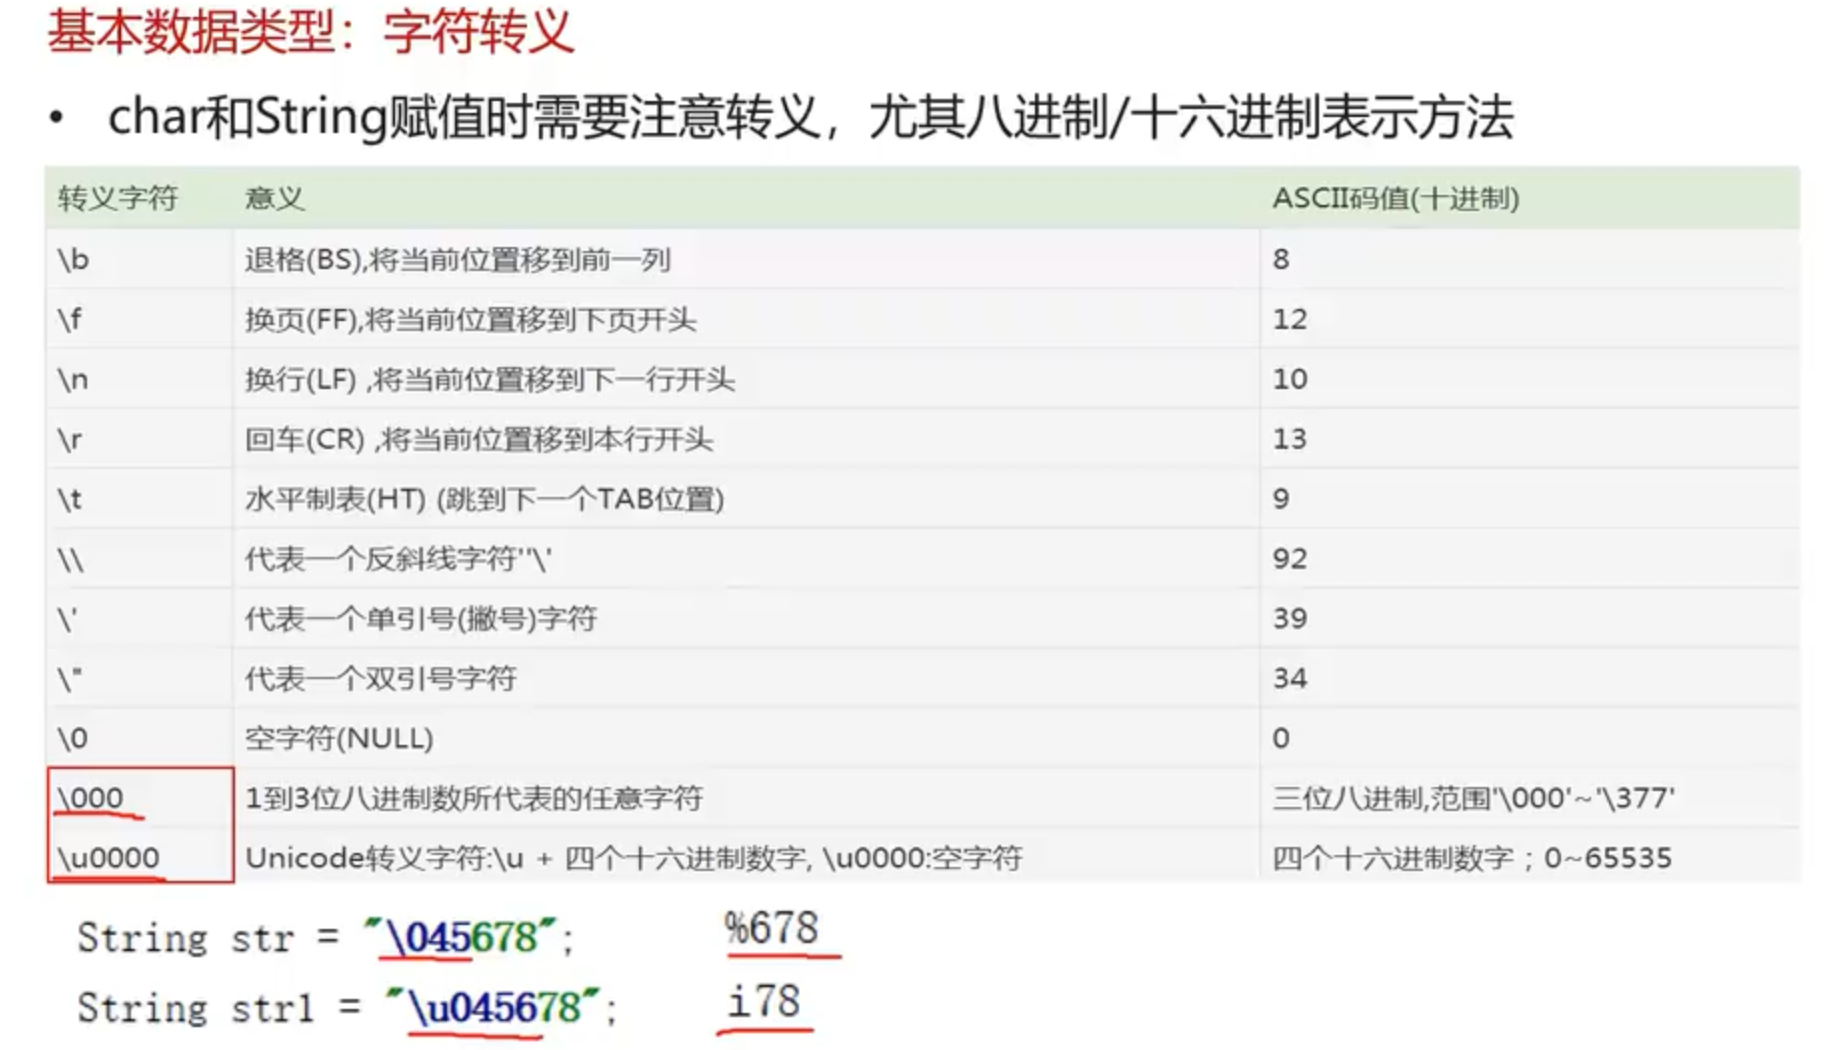 基本数据类型：字符转义
• char和String赋值时需要注意转义，尤其八进制/十六进制表示方法
转义字符 意义 ASCII码值(十进制)
\b 退格(BS),将当前位置移到前一列 8
\f 换页(FF),将当前位置移到下页开头 12
\n 换行(LF) ,将当前位置移到下一行开头 10
\r 回车(CR) ,将当前位置移到本行开头 13
\t 水平制表(HT) (跳到下一个TAB位置) 9
\\ 代表一个反斜线字符''\' 92
\' 代表一个单引号(撇号)字符 39
\" 代表一个双引号字符 34
\0 空字符(NULL) 0
\000 1到3位八进制数所代表的任意字符 三位八进制,范围'\000'~'\377'
\u0000 Unicode转义字符:\u + 四个十六进制数字, \u0000:空字符 四个十六进制数字；0~65535
String str = "\045678"; %678
String str1 = "\u045678"; i78